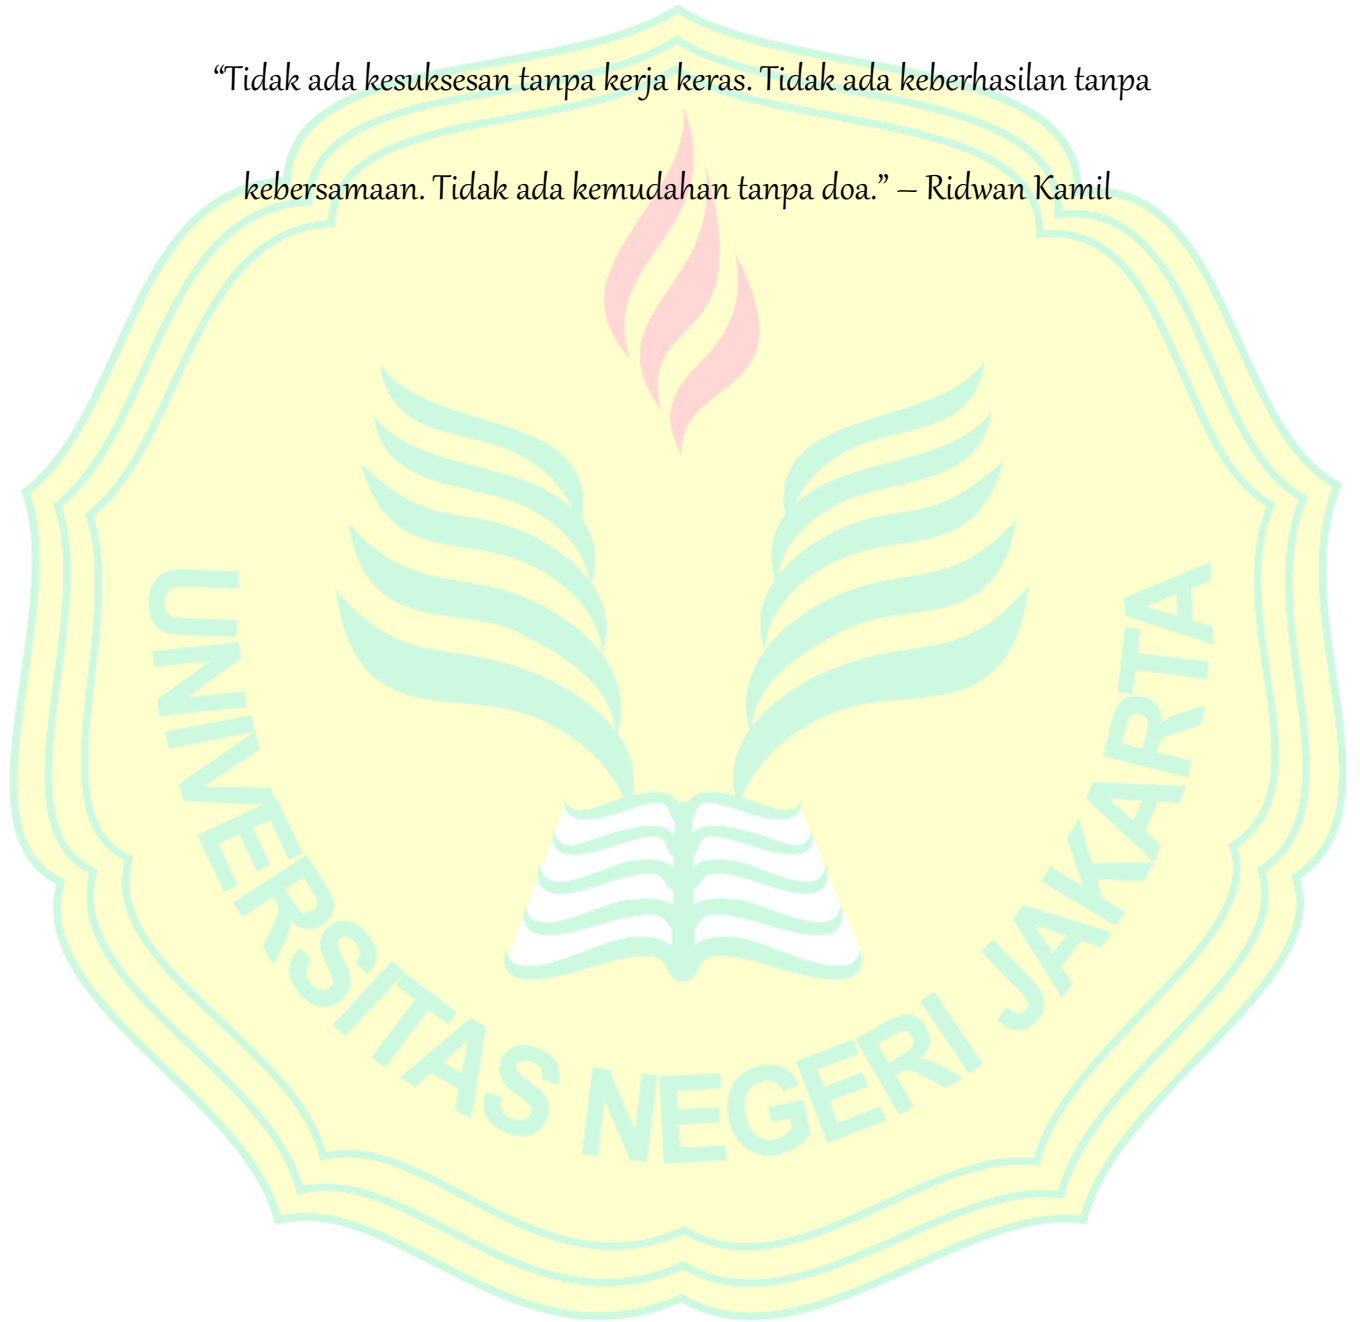 “Tidak ada kesuksesan tanpa kerja keras. Tidak ada keberhasilan tanpa
kebersamaan. Tidak ada kemudahan tanpa doa.” – Ridwan Kamil
UNIVERSITAS NEGERI JAKARTA